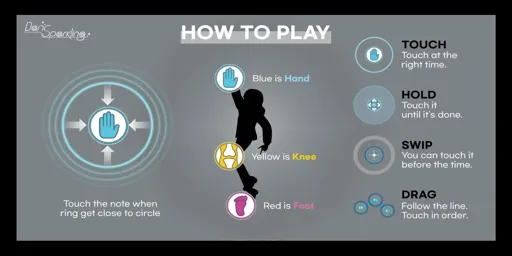 HOW TO PLAY
Touch the note when
ring get close to circle
Blue is Hand
Yellow is Knee
Red is Foot
TOUCH
Touch at the
right time.
HOLD
Touch it
until it's done.
SWIP
You can touch it
before the time.
DRAG
Follow the line.
Touch in order.